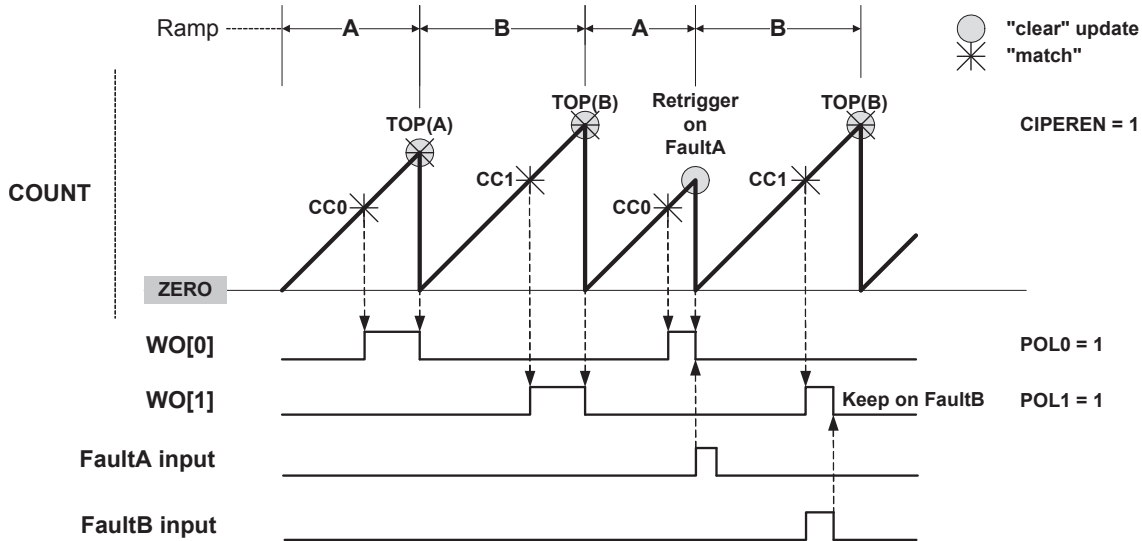 Ramp A B A B
"clear" update
"match"
TOP(A)
TOP(B)
Retrigger
on
FaultA
TOP(B)
CIPEREN = 1
COUNT
CC0
CC1
CC0
CC1
ZERO
WO[0]
POL0 = 1
WO[1]
Keep on FaultB
POL1 = 1
FaultA input
FaultB input